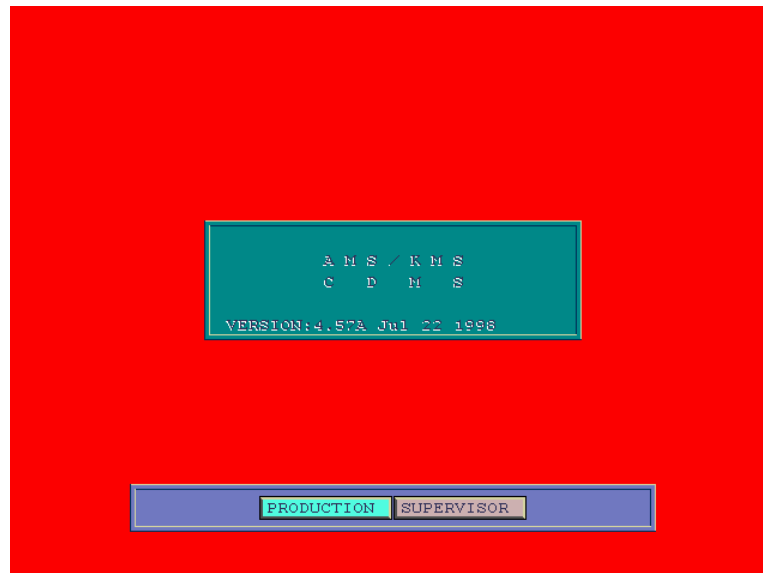 A M S / K M S
C D M S
VERSION:4.57A Jul 22 1998
PRODUCTION SUPERVISOR